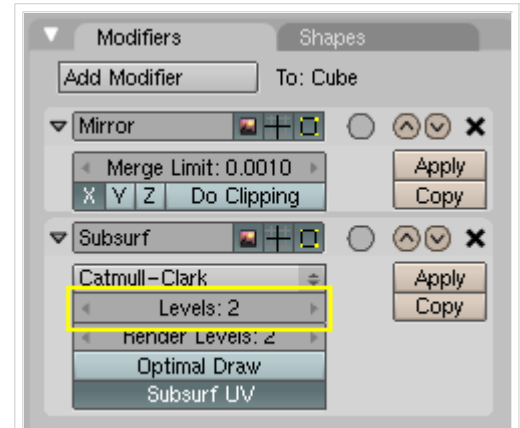 Modifiers Shapes
Add Modifier To: Cube
Mirror
Merge Limit: 0.0010 Apply
X Y Z Do Clipping Copy
Subsurf
Catmull-Clark Apply
Levels: 2 Copy
Render Levels: 2
Optimal Draw
Subsurf UV